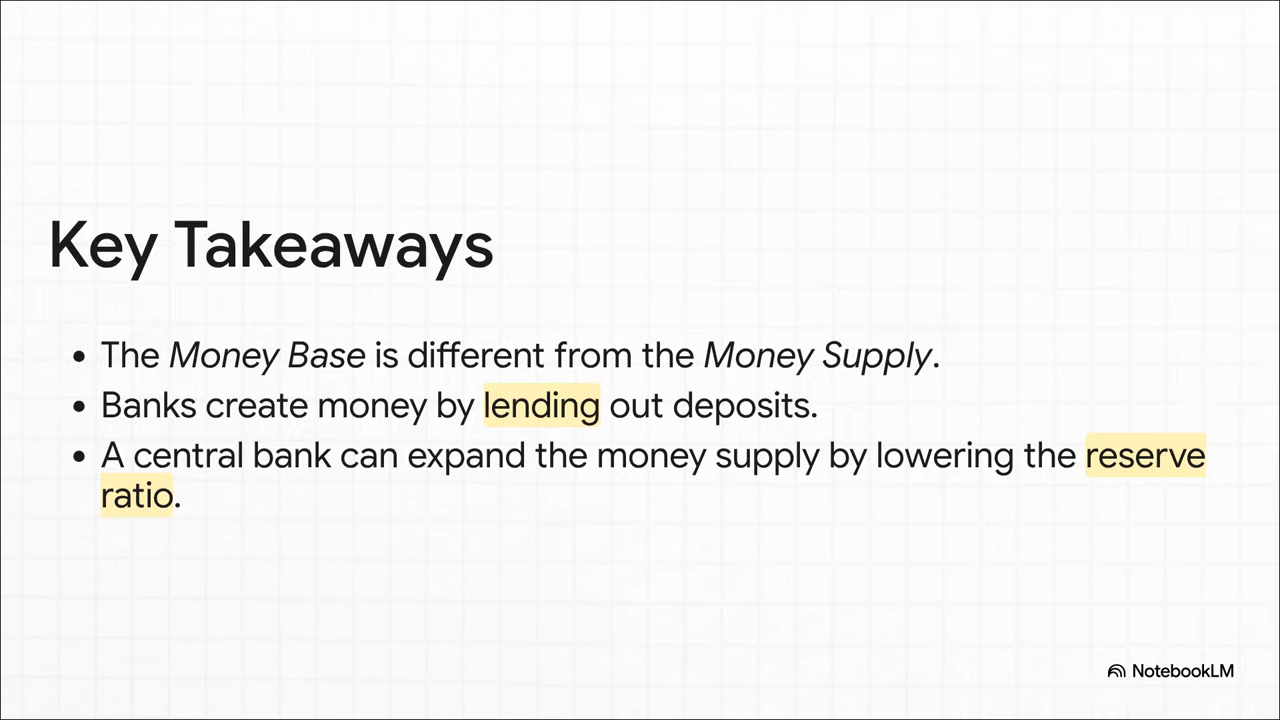 Key Takeaways
• The Money Base is different from the Money Supply.
• Banks create money by lending out deposits.
• A central bank can expand the money supply by lowering the reserve
ratio.
NotebookLM